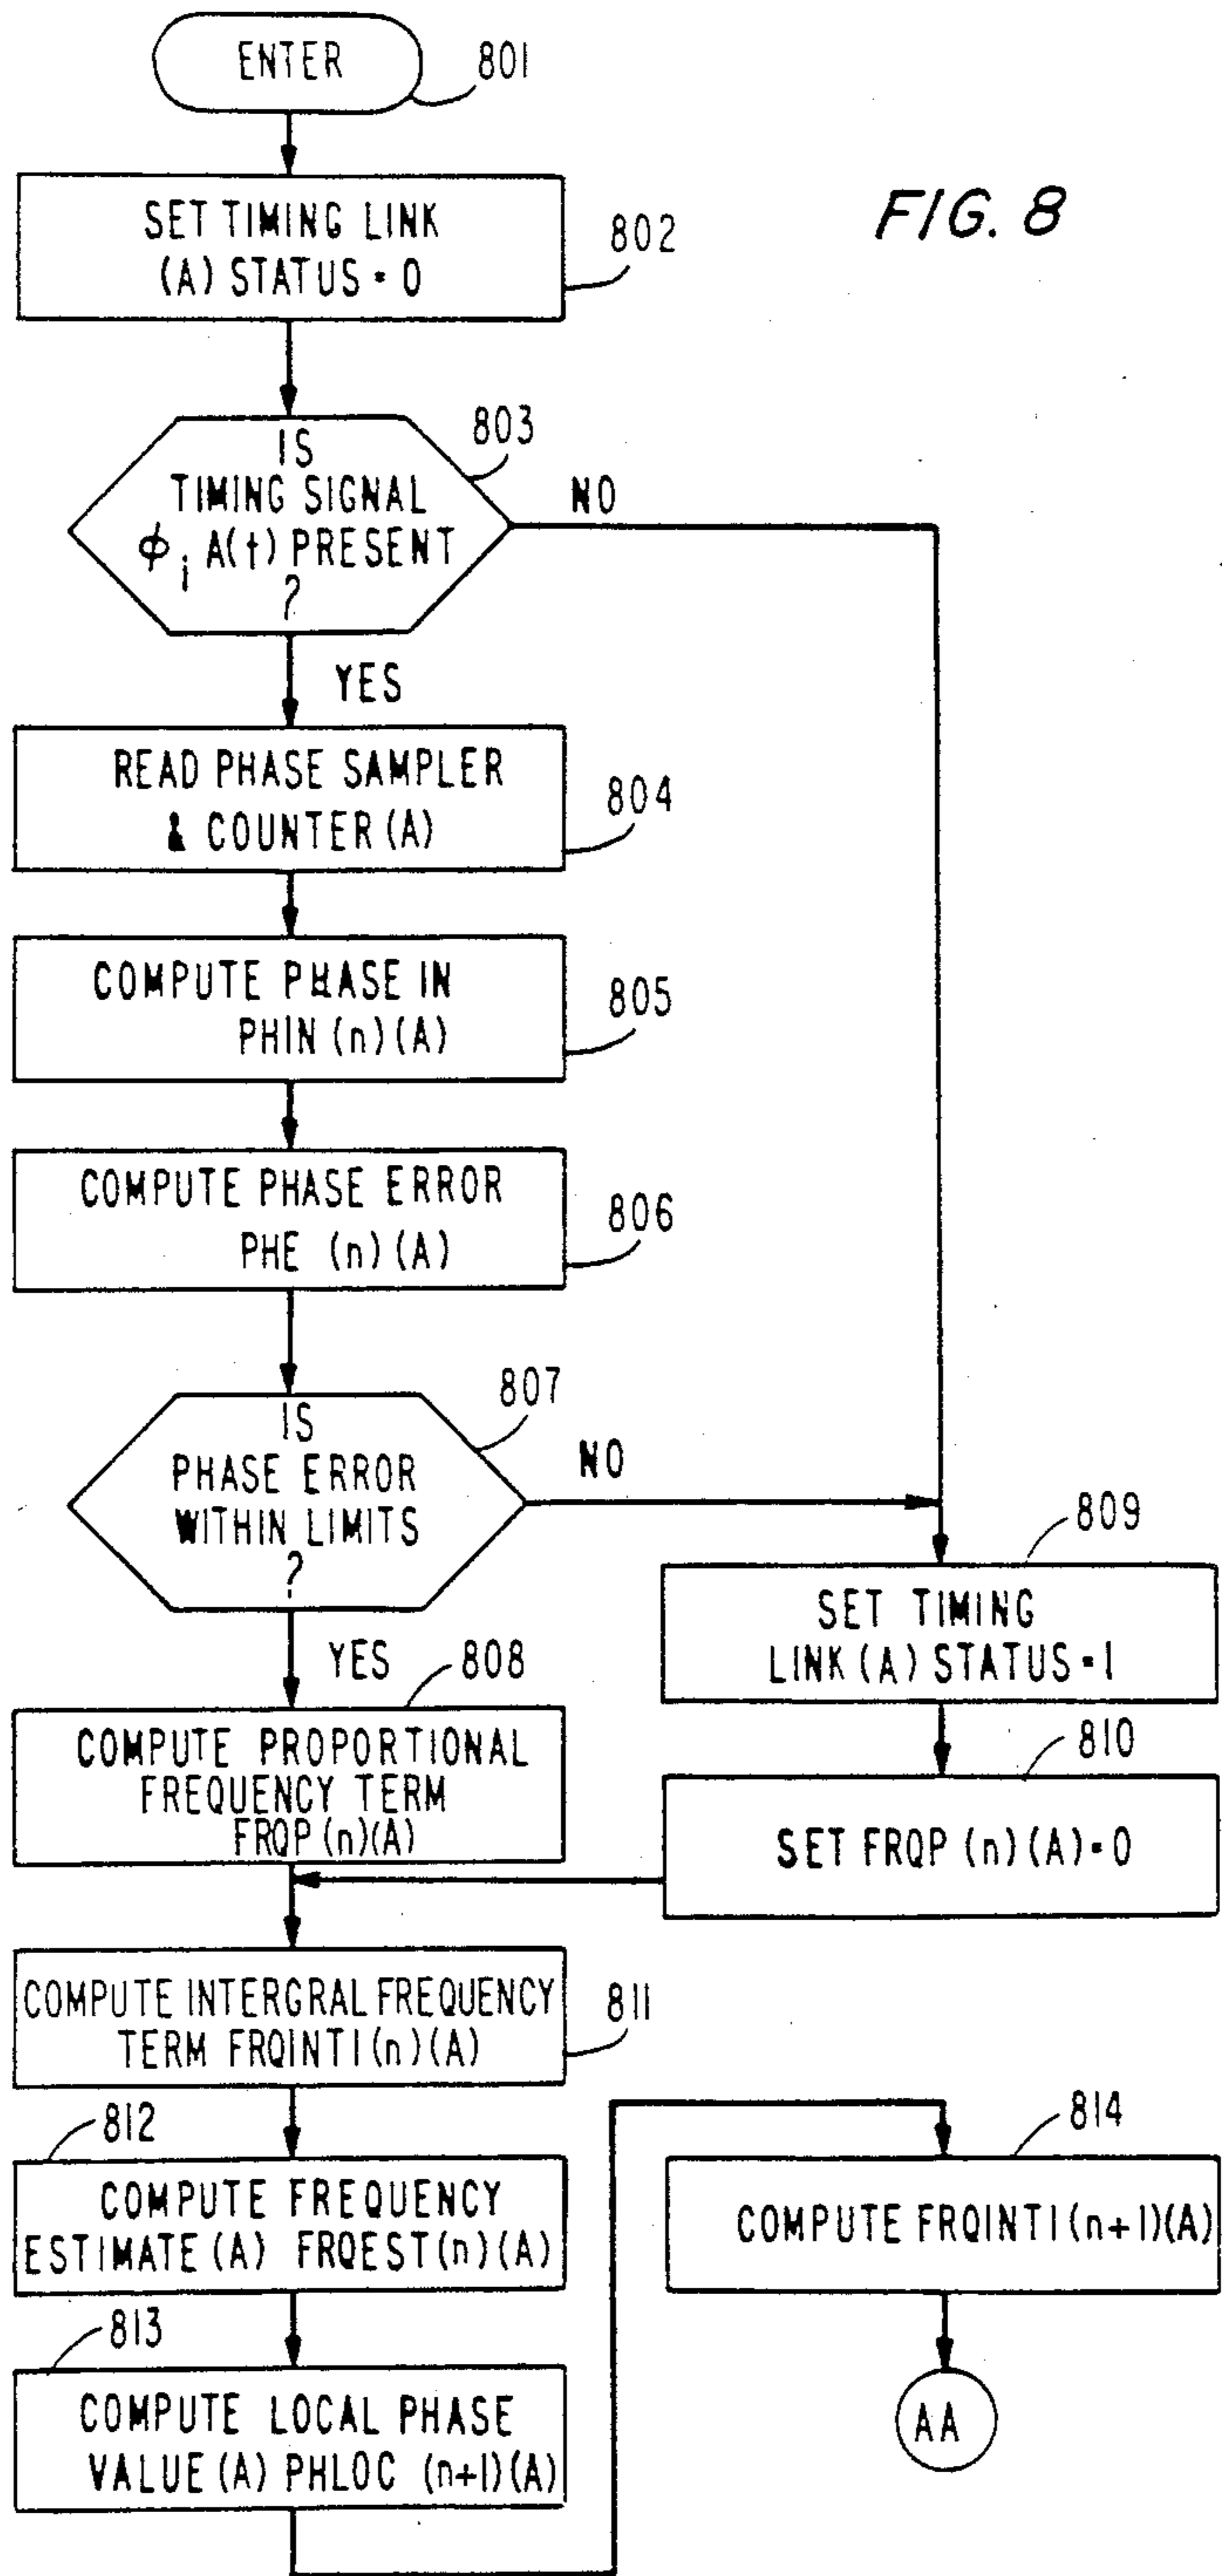 ENTER
801
FIG. 8
SET TIMING LINK
(A) STATUS = 0
802
IS
TIMING SIGNAL
ϕi A(t) PRESENT
?
803
NO
YES
READ PHASE SAMPLER
& COUNTER (A)
804
COMPUTE PHASE IN
PHIN (n)(A)
805
COMPUTE PHASE ERROR
PHE (n)(A)
806
IS
PHASE ERROR
WITHIN LIMITS
?
807
NO
YES
808
COMPUTE PROPORTIONAL
FREQUENCY TERM
FRQP (n)(A)
809
SET TIMING
LINK (A) STATUS = 1
810
SET FRQP (n)(A) = 0
COMPUTE INTERGRAL FREQUENCY
TERM FRQINT1(n)(A)
811
812
COMPUTE FREQUENCY
ESTIMATE (A) FRQEST(n)(A)
813
COMPUTE LOCAL PHASE
VALUE (A) PHLOC (n+1)(A)
814
COMPUTE FRQINT1(n+1)(A)
AA